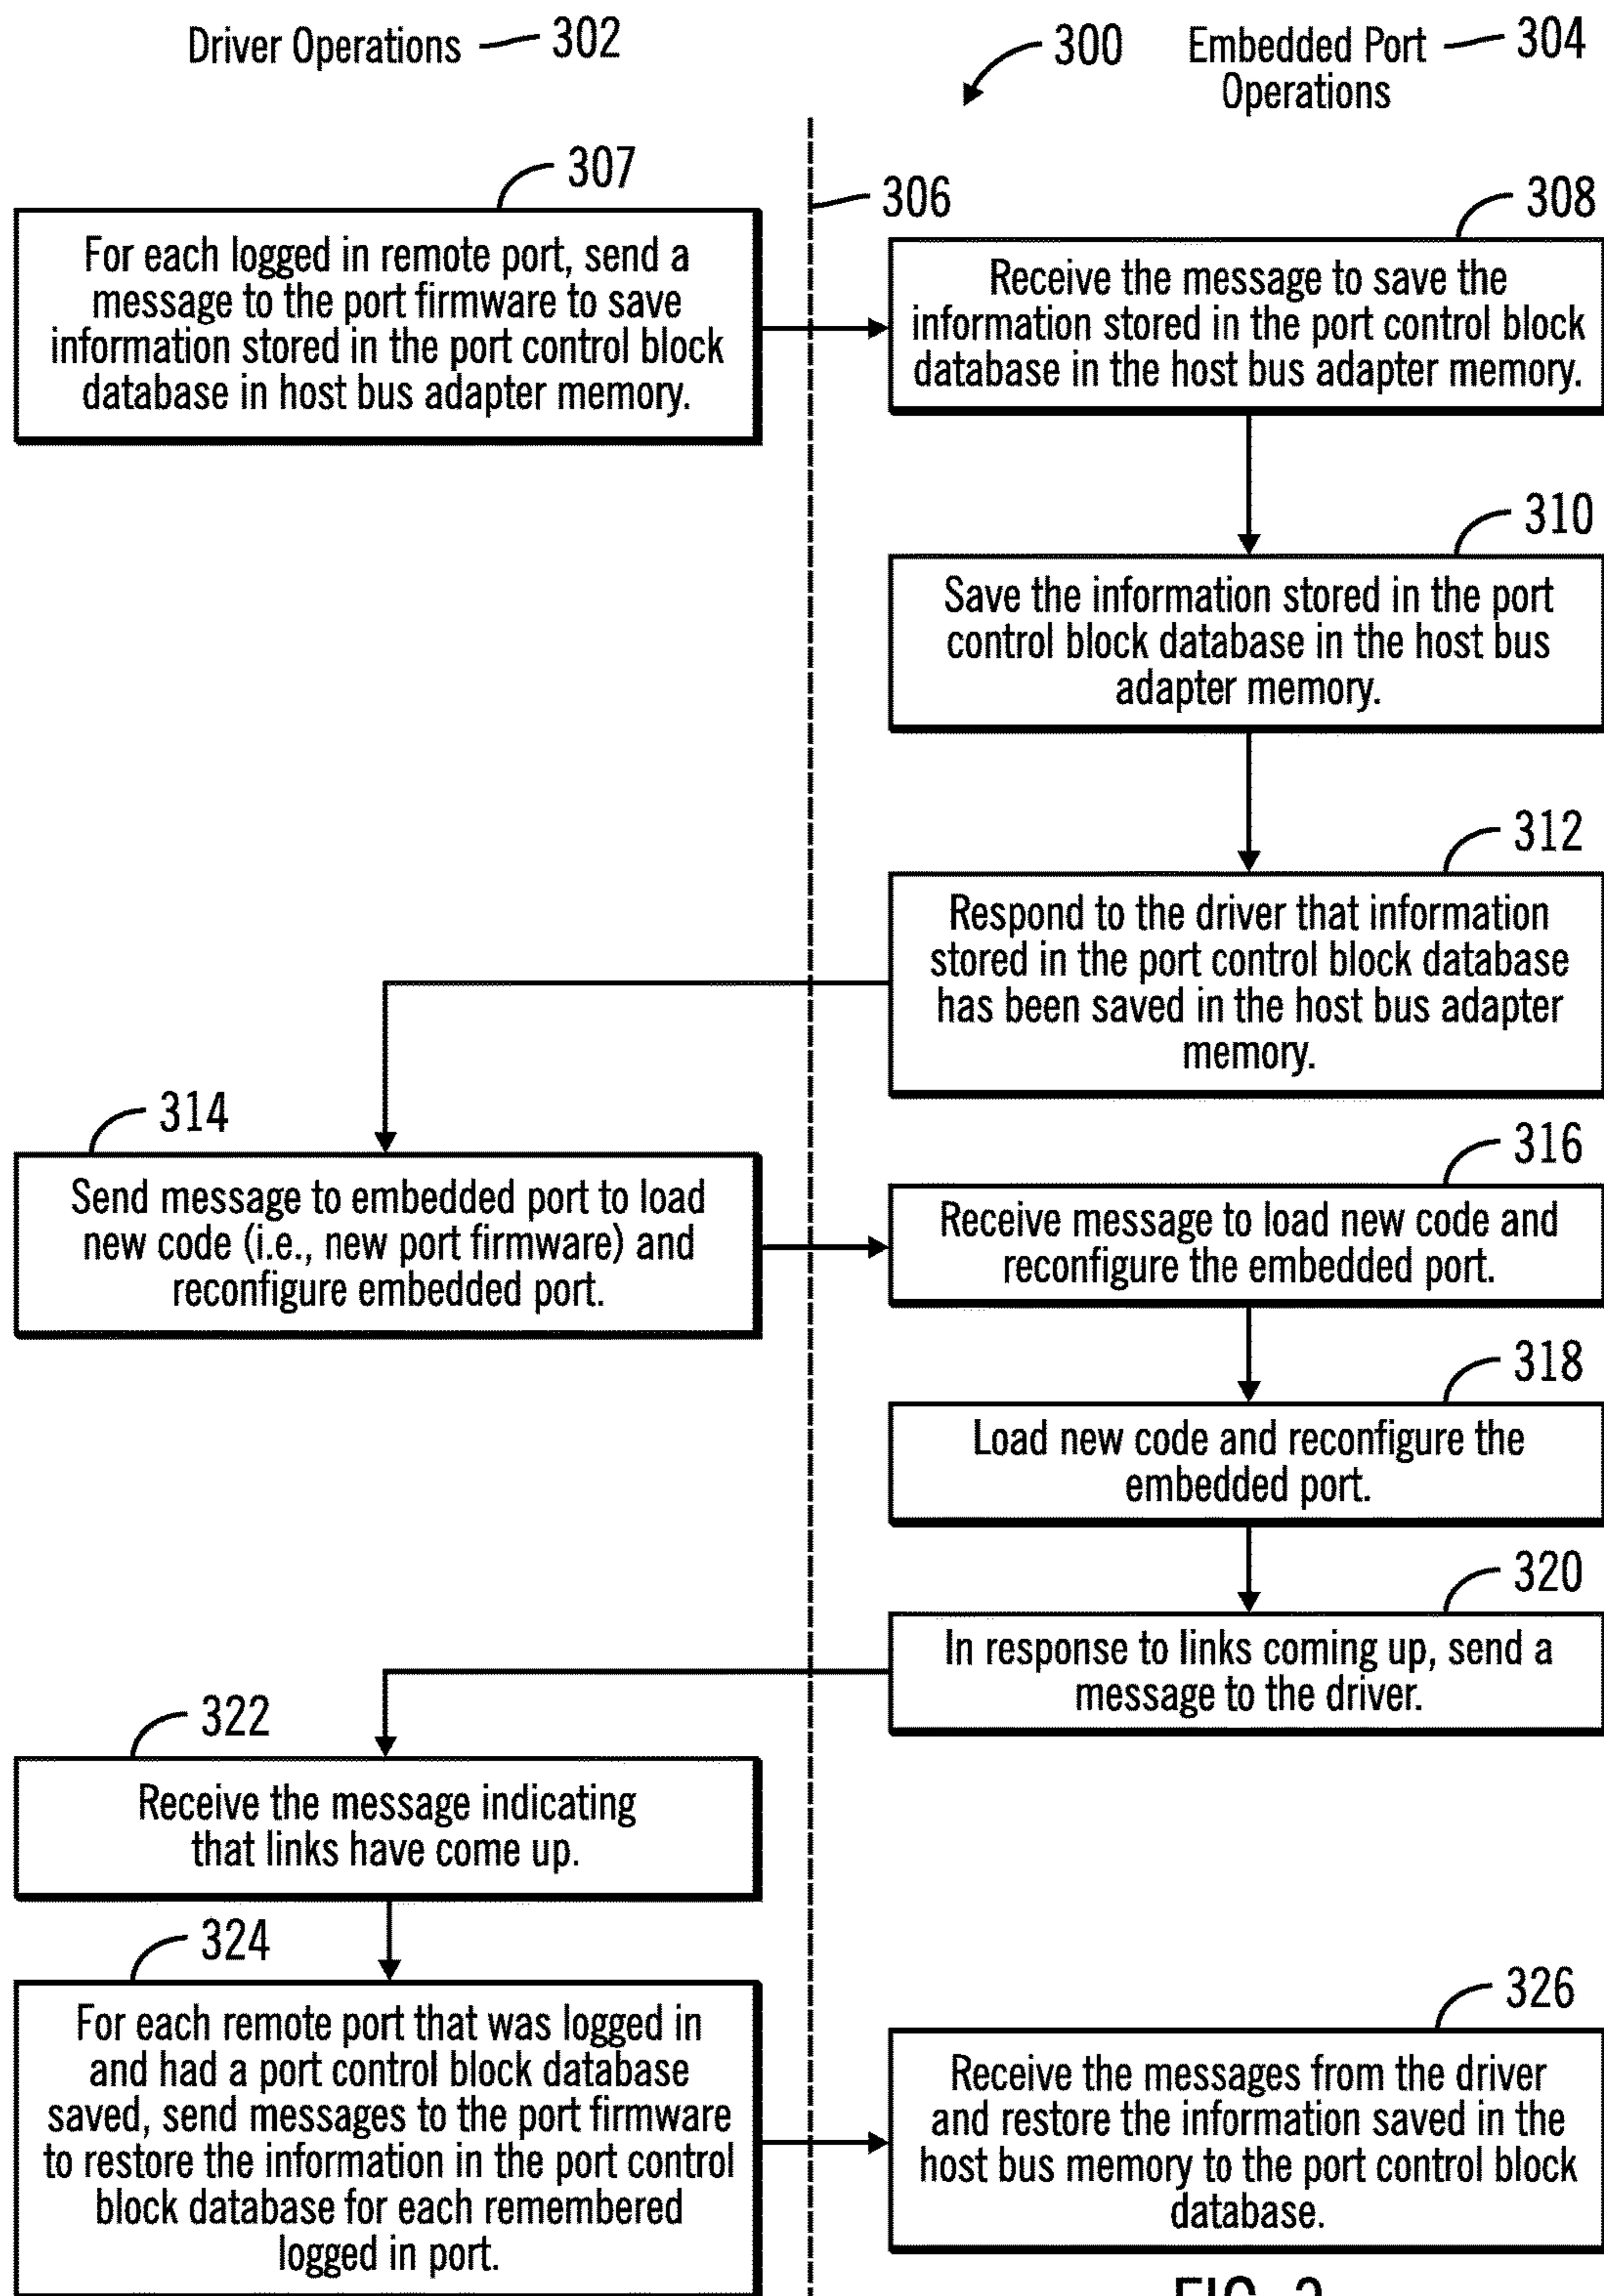 Driver Operations
302
300
Embedded Port
Operations
304
306
307
For each logged in remote port, send a
message to the port firmware to save
information stored in the port control block
database in host bus adapter memory.
308
Receive the message to save the
information stored in the port control block
database in the host bus adapter memory.
310
Save the information stored in the port
control block database in the host bus
adapter memory.
312
Respond to the driver that information
stored in the port control block database
has been saved in the host bus adapter
memory.
314
Send message to embedded port to load
new code (i.e., new port firmware) and
reconfigure embedded port.
316
Receive message to load new code and
reconfigure the embedded port.
318
Load new code and reconfigure the
embedded port.
320
In response to links coming up, send a
message to the driver.
322
Receive the message indicating
that links have come up.
324
For each remote port that was logged in
and had a port control block database
saved, send messages to the port firmware
to restore the information in the port control
block database for each remembered
logged in port.
326
Receive the messages from the driver
and restore the information saved in the
host bus memory to the port control block
database.
FIG.